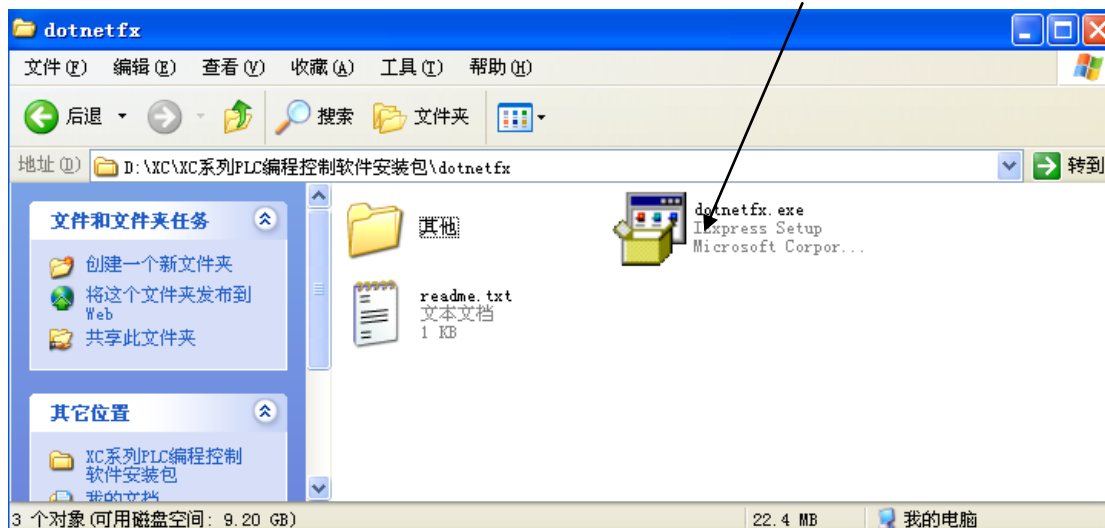 dotnetfx
文件(F) 编辑(E) 查看(V) 收藏(A) 工具(T) 帮助(H)
后退 搜索 文件夹
地址(D) D:\XC\XC系列PLC编程控制软件安装包\dotnetfx 转到
文件和文件夹任务
创建一个新文件夹
将这个文件夹发布到
Web
共享此文件夹
其它位置
XC系列PLC编程控制
软件安装包
我的文档
其他
dotnetfx.exe
IExpress Setup
Microsoft Corpor...
readme.txt
文本文档
1 KB
3 个对象(可用磁盘空间: 9.20 GB) 22.4 MB 我的电脑